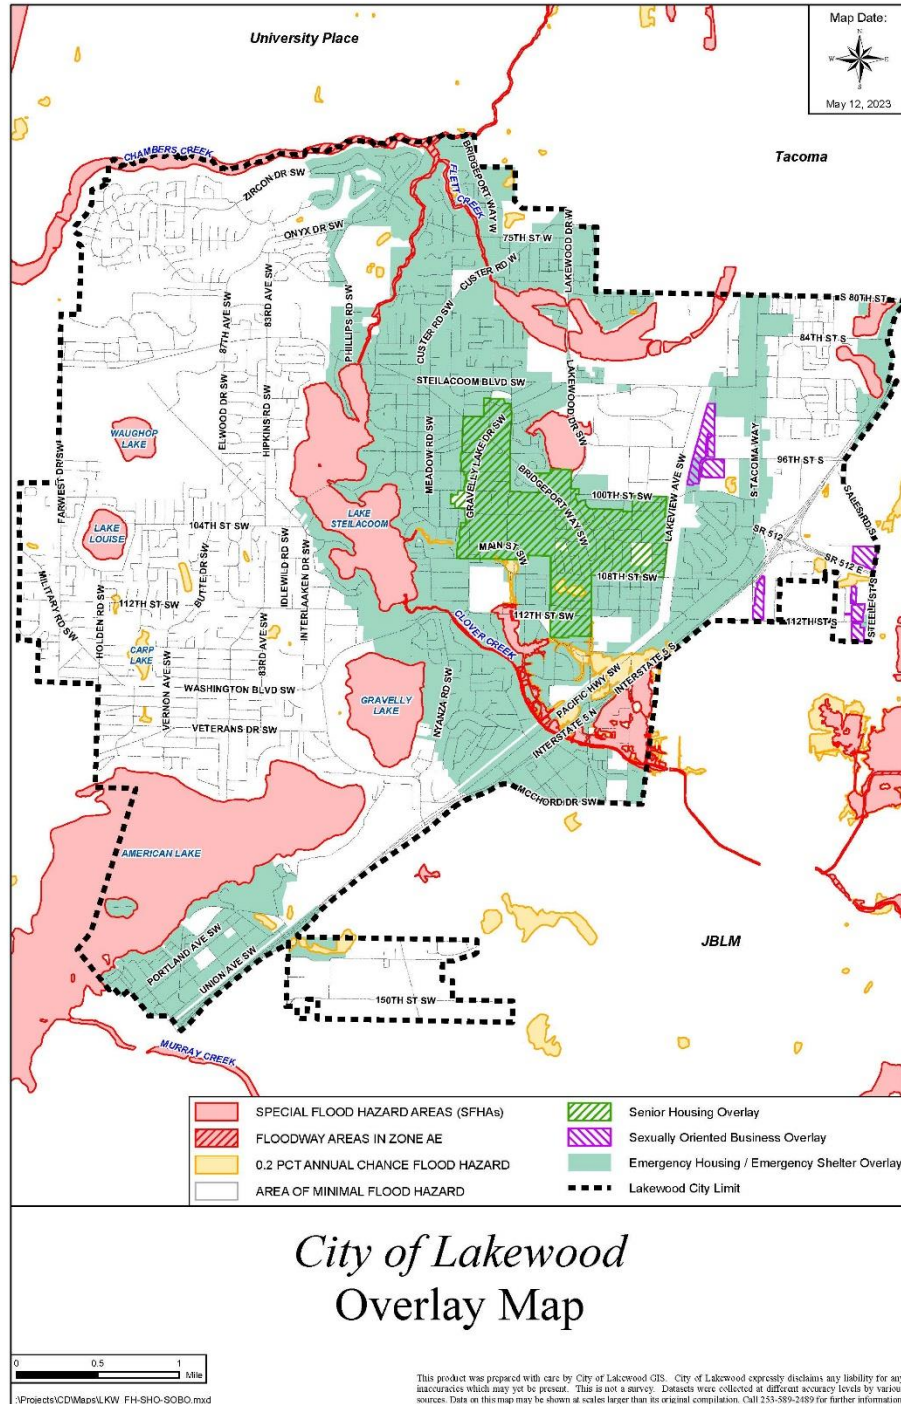 University Place
Map Date:
N
W
E
S
May 12, 2023
Tacoma
CHAMBERS CREEK
ZIRCON DR SW
BRIDGEPORT WAY W
FLETT CREEK
ONYX DR SW
75TH ST W
LAKEWOOD DR W
CUSTER RD W
83RD AVE SW
87TH AVE SW
PHILLIPS RD SW
CUSTER RD SW
S 80TH ST
84TH ST S
STEILACOOM BLVD SW
LAKEWOOD DR SW
ELWOOD DR SW
HIPKINS RD SW
WAUGHOP
LAKE
MEADOW RD SW
GRAVELLY LAKE DR SW
BRIDGEPORT WAY SW
LAKEVIEW AVE SW
S TACOMA WAY
96TH ST S
FARWEST DR SW
100TH ST SW
SALES RD S
LAKE
LOUISE
104TH ST SW
LAKE
STEILACOOM
MAIN ST SW
SR 512
SR 512 E
MILITARY RD SW
BUTTE DR SW
IDLEWILD RD SW
INTERLAAKEN DR SW
108TH ST SW
112TH ST SW
HOLDEN RD SW
112TH ST SW
112TH ST S
STEELE ST S
83RD AVE SW
CLOVER CREEK
CARP
LAKE
VERNON AVE SW
WASHINGTON BLVD SW
GRAVELLY
LAKE
NYANZA RD SW
PACIFIC HWY SW
INTERSTATE 5 S
VETERANS DR SW
INTERSTATE 5 N
MCCHORD DR SW
AMERICAN LAKE
PORTLAND AVE SW
UNION AVE SW
JBLM
150TH ST SW
MURRAY CREEK
SPECIAL FLOOD HAZARD AREAS (SFHAs)
FLOODWAY AREAS IN ZONE AE
0.2 PCT ANNUAL CHANCE FLOOD HAZARD
AREA OF MINIMAL FLOOD HAZARD
Senior Housing Overlay
Sexually Oriented Business Overlay
Emergency Housing / Emergency Shelter Overlay
Lakewood City Limit
City of Lakewood
Overlay Map
0 0.5 1
Mile
:\Projects\CD\Maps\LKW_FH-SHO-SOBO.mxd
This product was prepared with care by City of Lakewood GIS. City of Lakewood expressly disclaims any liability for any
inaccuracies which may yet be present. This is not a survey. Datasets were collected at different accuracy levels by various
sources. Data on this map may be shown at scales larger than its original compilation. Call 253-589-2489 for further information.